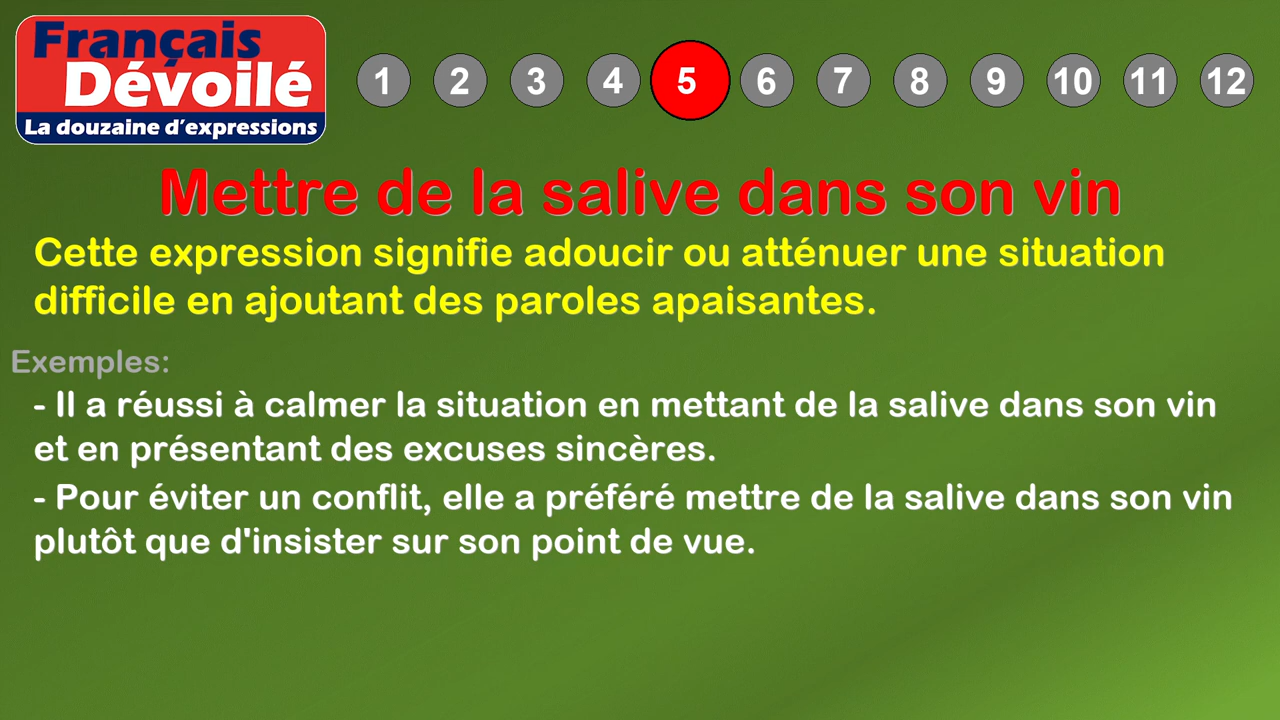 Français
Dévoilé
La douzaine d'expressions
1 2 3 4 5 6 7 8 9 10 11 12
Mettre de la salive dans son vin
Cette expression signifie adoucir ou atténuer une situation
difficile en ajoutant des paroles apaisantes.
Exemples:
- Il a réussi à calmer la situation en mettant de la salive dans son vin
et en présentant des excuses sincères.
- Pour éviter un conflit, elle a préféré mettre de la salive dans son vin
plutôt que d'insister sur son point de vue.